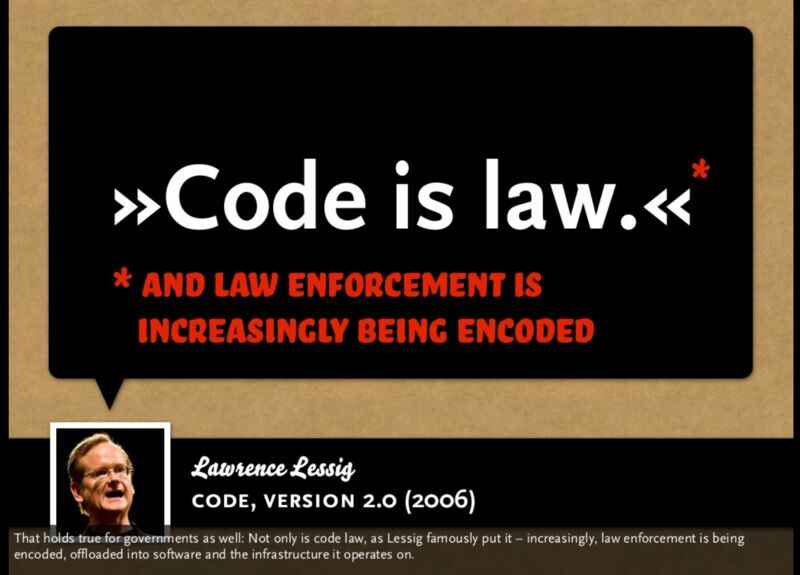 »Code is law.«*
* AND LAW ENFORCEMENT IS
INCREASINGLY BEING ENCODED
Lawrence Lessig
CODE, VERSION 2.0 (2006)
That holds true for governments as well: Not only is code law, as Lessig famously put it – increasingly, law enforcement is being
encoded, offloaded into software and the infrastructure it operates on.